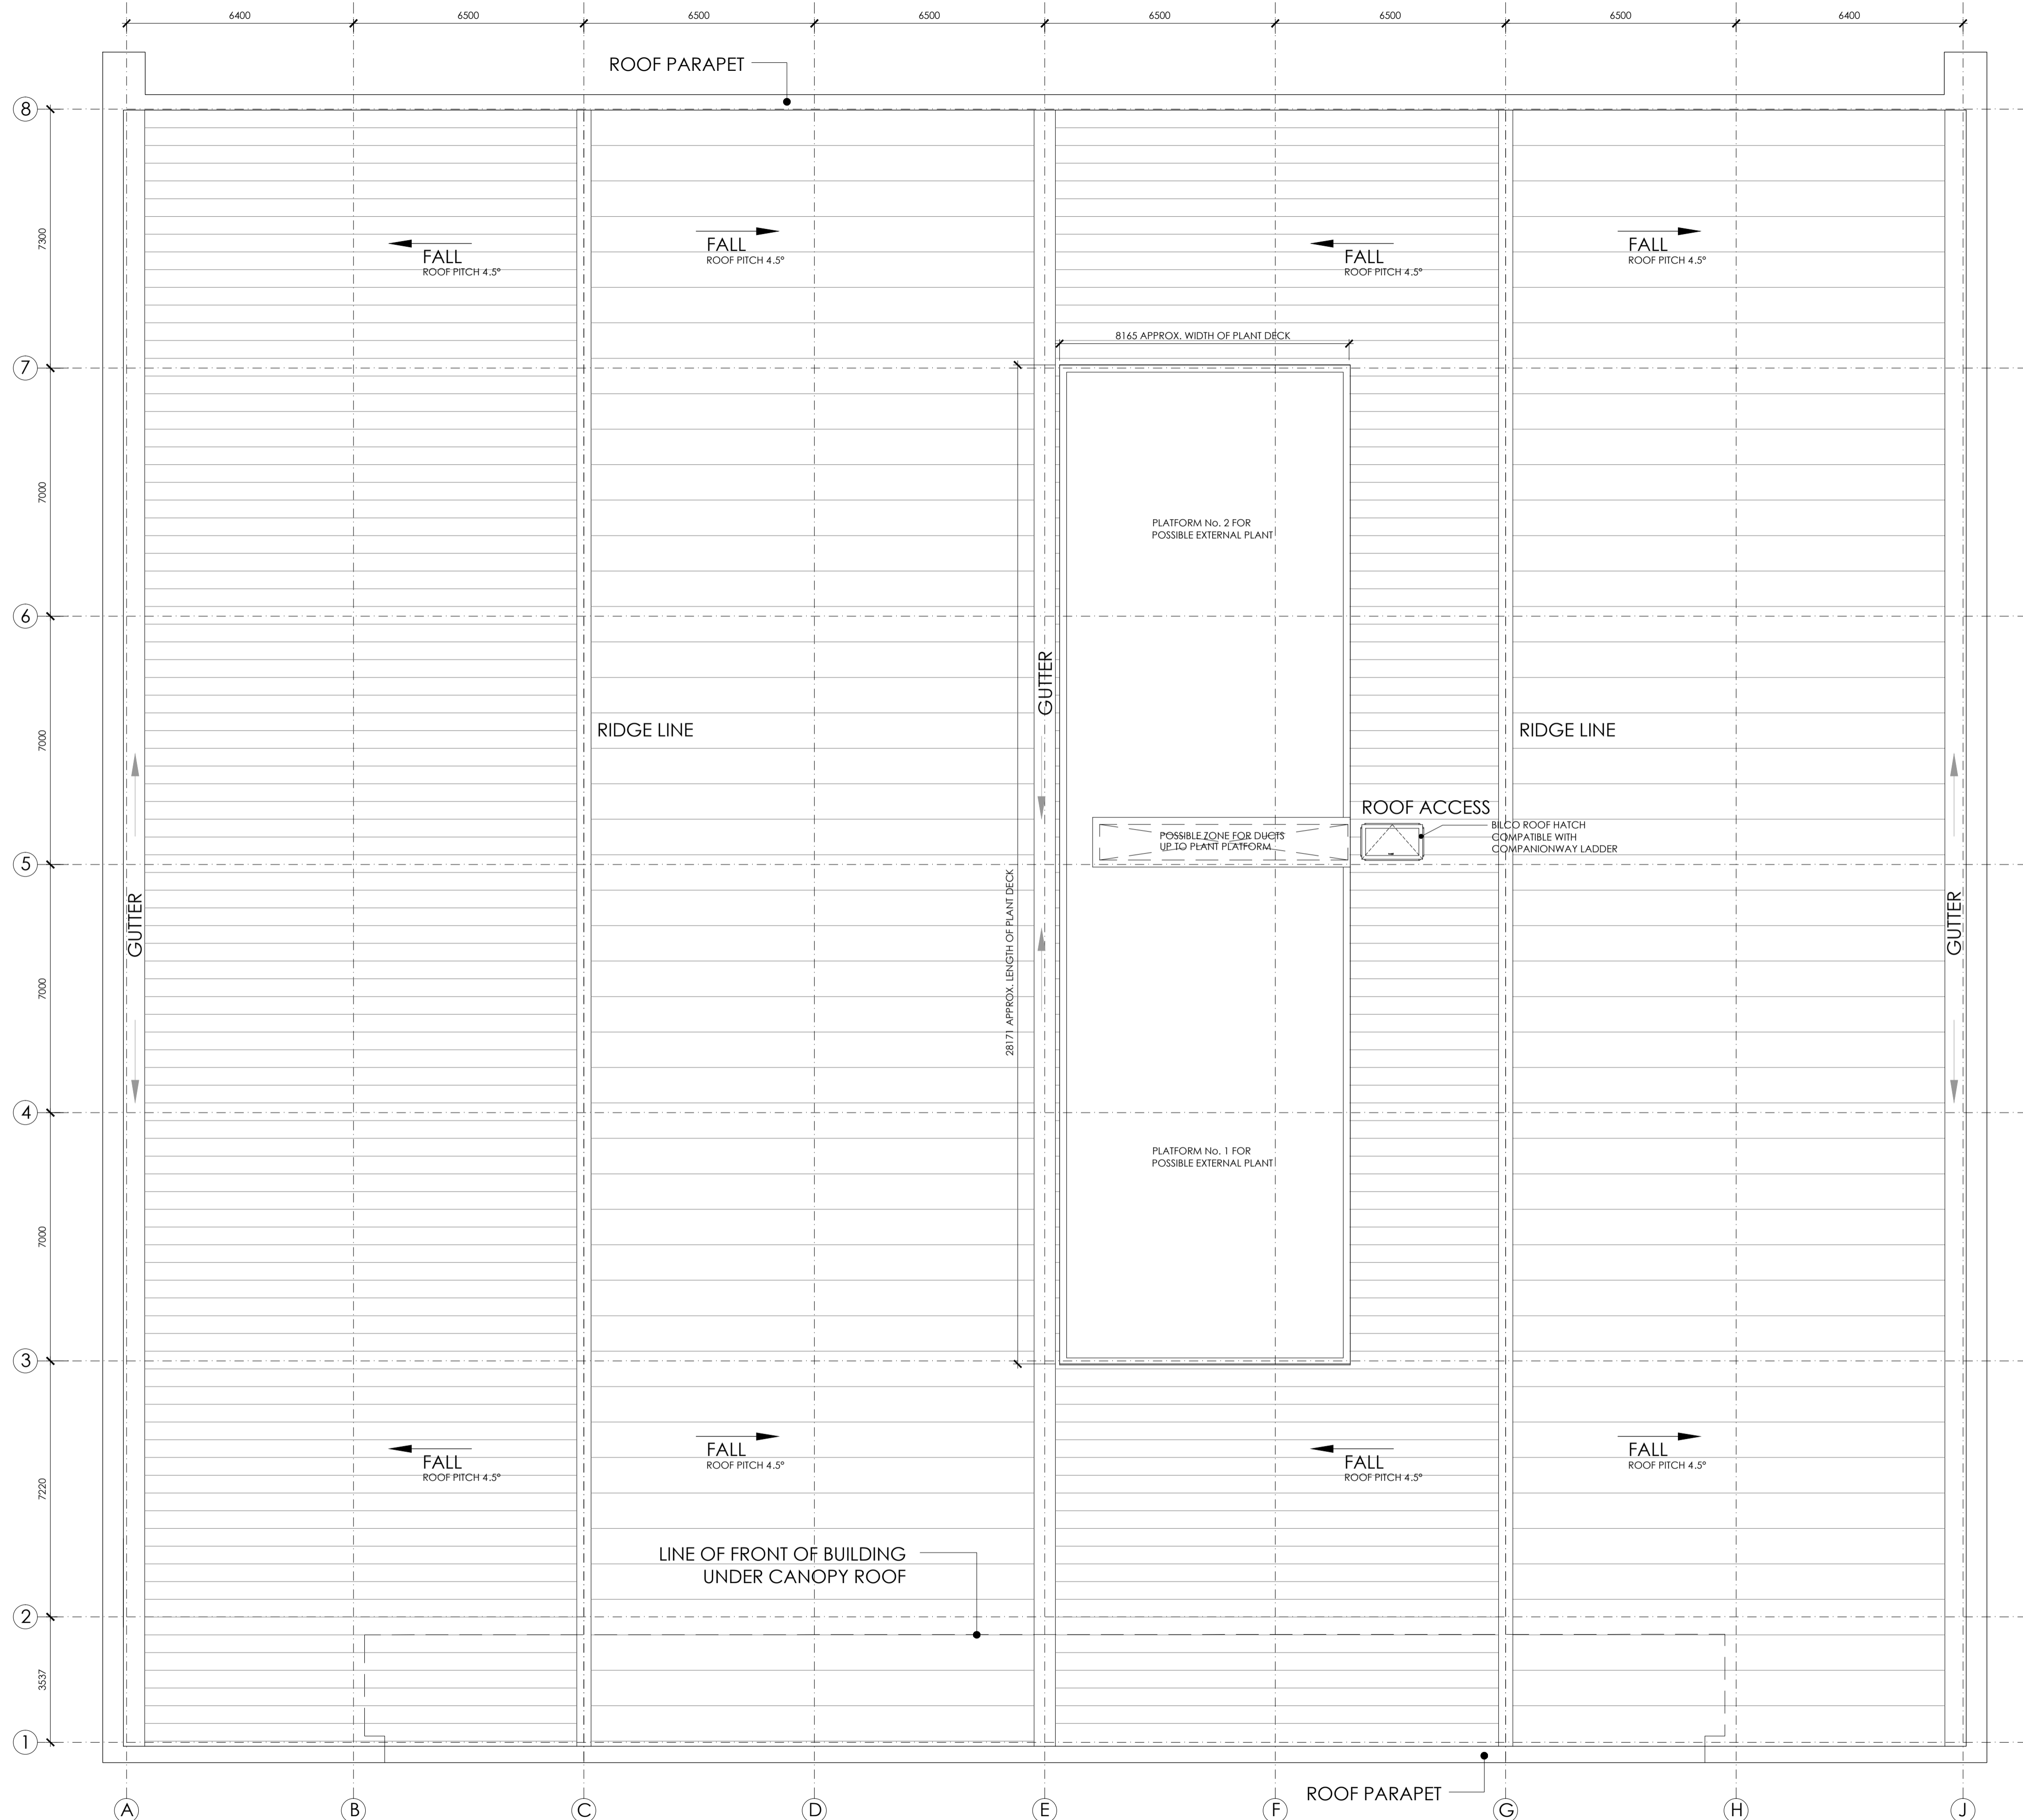 6400
6500
6500
6500
6500
6500
6500
6400
ROOF PARAPET
8
7300
FALL
ROOF PITCH 4.5°
FALL
ROOF PITCH 4.5°
FALL
ROOF PITCH 4.5°
FALL
ROOF PITCH 4.5°
8165 APPROX. WIDTH OF PLANT DECK
7
7000
PLATFORM No. 2 FOR
POSSIBLE EXTERNAL PLANT
6
GUTTER
7000
RIDGE LINE
RIDGE LINE
ROOF ACCESS
BILCO ROOF HATCH
COMPATIBLE WITH
COMPANIONWAY LADDER
POSSIBLE ZONE FOR DUCTS
UP TO PLANT PLATFORM
5
GUTTER
28171 APPROX. LENGTH OF PLANT DECK
GUTTER
7000
4
PLATFORM No. 1 FOR
POSSIBLE EXTERNAL PLANT
7000
3
FALL
ROOF PITCH 4.5°
FALL
ROOF PITCH 4.5°
FALL
ROOF PITCH 4.5°
FALL
ROOF PITCH 4.5°
7220
LINE OF FRONT OF BUILDING
UNDER CANOPY ROOF
2
3537
1
ROOF PARAPET
A
B
C
D
E
F
G
H
J